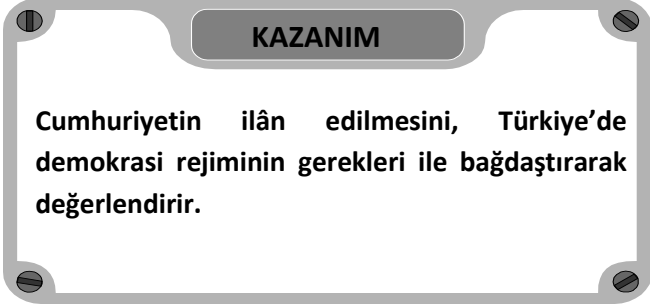 KAZANIM
Cumhuriyetin ilân edilmesini, Türkiye’de
demokrasi rejiminin gerekleri ile bağdaştırarak
değerlendirir.